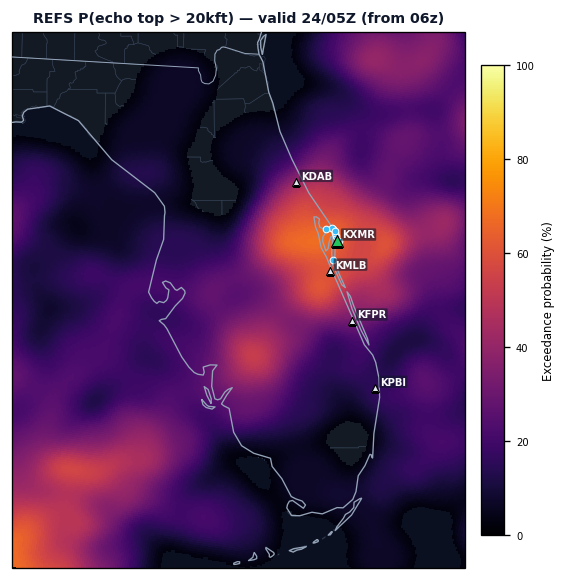 REFS P(echo top > 20kft) — valid 24/05Z (from 06z)
KDAB
KXMR
KMLB
KFPR
KPBI
100
80
60
40
20
0
Exceedance probability (%)